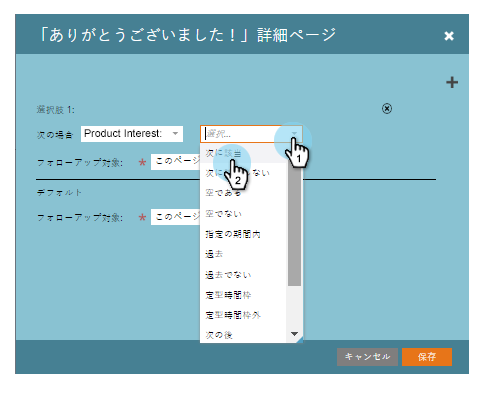 「ありがとうございました！」詳細ページ
選択肢 1:
次の場合 Product Interest: 選択...
1
フォローアップ対象: * このページ
次に該当
2
次に ない
空である
デフォルト
フォローアップ対象: * このページ
空でない
指定の期間内
過去
過去でない
定型時間枠
定型時間枠外
次の後
キャンセル 保存